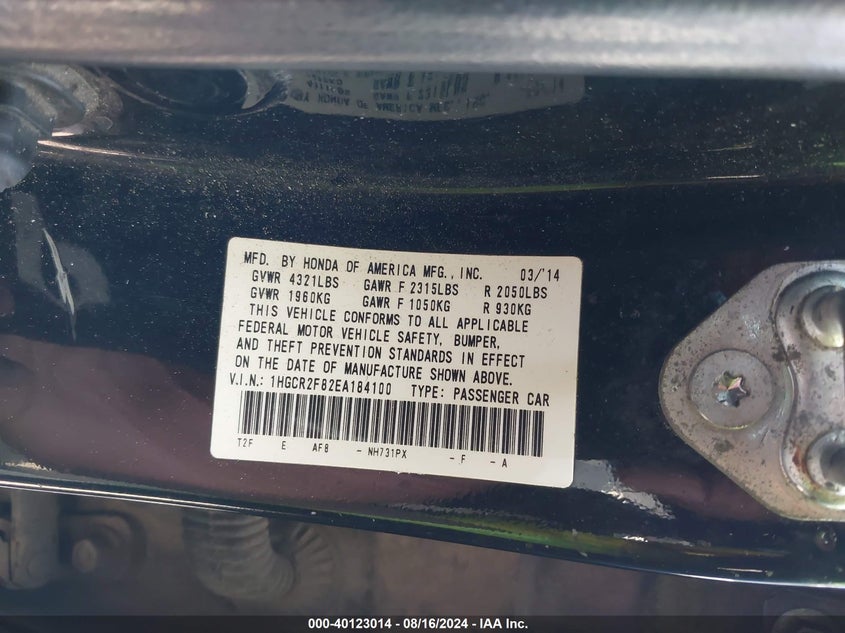 MFD. BY HONDA OF AMERICA MFG., INC. 03/'14
GVWR 4321LBS GAWR F 2315LBS R 2050LBS
GVWR 1960KG GAWR F 1050KG R 930KG
THIS VEHICLE CONFORMS TO ALL APPLICABLE
FEDERAL MOTOR VEHICLE SAFETY, BUMPER,
AND THEFT PREVENTION STANDARDS IN EFFECT
ON THE DATE OF MANUFACTURE SHOWN ABOVE.
V.I.N.: 1HGCR2F82EA184100 TYPE: PASSENGER CAR
T2F E AF8 - NH731PX - F - A
000-40123014 - 08/16/2024 - IAA Inc.